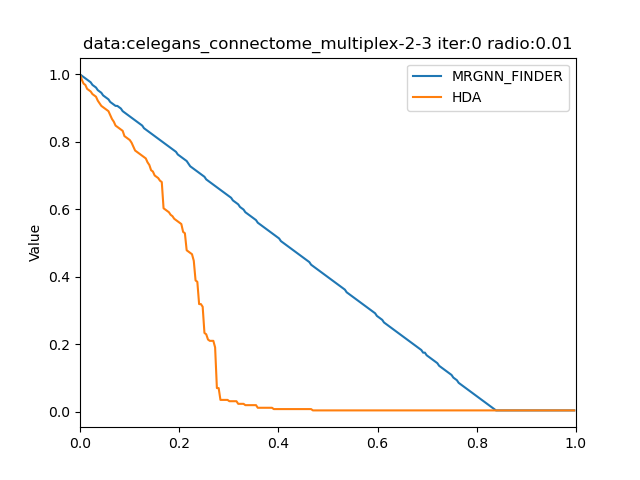 data:celegans_connectome_multiplex-2-3 iter:0 radio:0.01
MRGNN_FINDER
HDA
Value
1.0
0.8
0.6
0.4
0.2
0.0
0.0 0.2 0.4 0.6 0.8 1.0